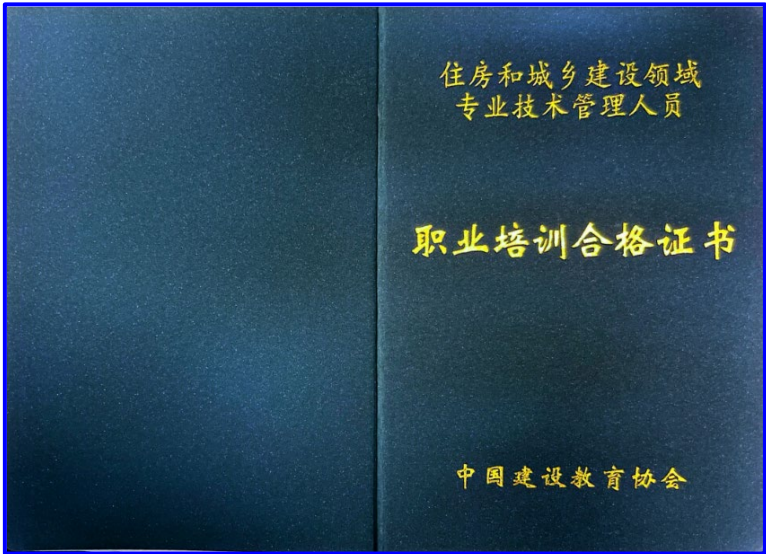 住房和城乡建设领域
专业技术管理人员
职业培训合格证书
中国建设教育协会